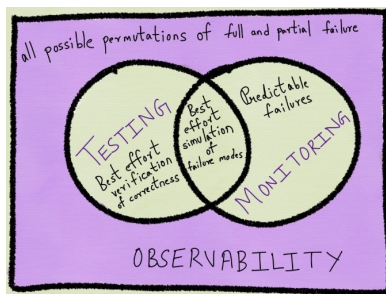 all possible permutations of full and partial failure
TESTING
Best effort
verification
of correctness
Best
effort
simulation
of
failure modes
Predictable
failures
MONITORING
OBSERVABILITY